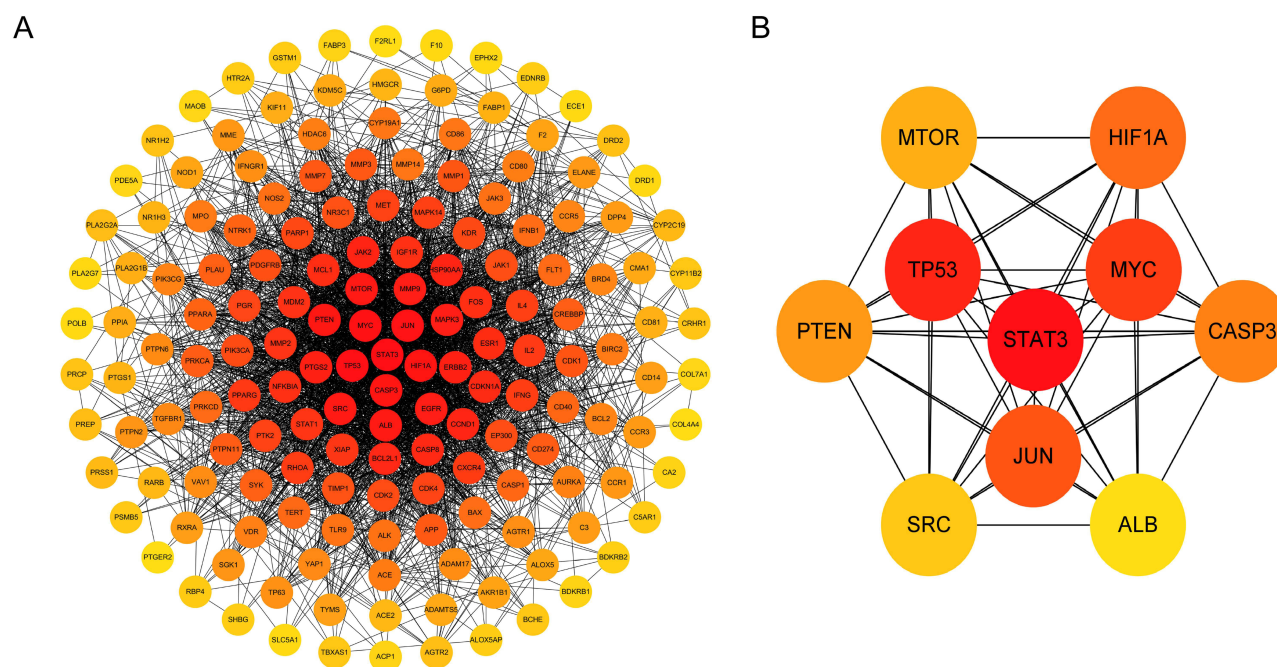 A
B
F2RL1
FABP3
F10
GSTM1
EPHX2
HTR2A
KDM5C
HMGCR
G6PD
EDNRB
MAOB
KIF11
FABP1
ECE1
CYP19A1
NR1H2
MME
HDAC6
CD86
F2
DRD2
NOD1
IFNGR1
MMP7
MMP3
MMP14
MMP1
CD80
ELANE
DRD1
PDE5A
NOS2
JAK3
PLA2G2A
NR1H3
MPO
NTRK1
NR3C1
MET
MAPK14
IFNB1
CCR5
DPP4
CYP2C19
PARP1
KDR
PLA2G7
PLA2G1B
PIK3CG
PLAU
PDGFRB
MCL1
JAK2
IGF1R
HSP90AA
JAK1
FLT1
BRD4
CMA1
CYP11B2
MTOR
MMP9
POLB
PPIA
PPARA
PGR
MDM2
PTEN
MYC
JUN
MAPK3
FOS
IL4
CREBBP
CD81
CRHR1
PRCP
PTGS1
PTPN6
PRKCA
PIK3CA
MMP2
PTGS2
TP53
STAT3
HIF1A
ERBB2
ESR1
IL2
CDK1
BIRC2
CD14
COL7A1
PREP
PTPN2
TGFBR1
PRKCD
PPARG
NFKBIA
CASP3
CDKN1A
IFNG
CD40
BCL2
CCR3
COL4A4
SRC
EGFR
PRSS1
RARB
VAV1
PTPN11
PTK2
STAT1
ALB
CCND1
EP300
CD274
AURKA
CCR1
CA2
XIAP
CASP8
PSMB5
RXRA
SYK
RHOA
BCL2L1
CXCR4
CASP1
C5AR1
TIMP1
CDK2
CDK4
PTGER2
VDR
TERT
TLR9
ALK
APP
BAX
AGTR1
C3
BDKRB2
RBP4
SGK1
YAP1
ACE
ADAM17
ALOX5
BDKRB1
SHBG
TP63
TYMS
ACE2
ADAMTS5
AKR1B1
BCHE
SLC5A1
TBXAS1
ACP1
AGTR2
ALOX5AP
MTOR
HIF1A
TP53
MYC
PTEN
STAT3
CASP3
JUN
SRC
ALB